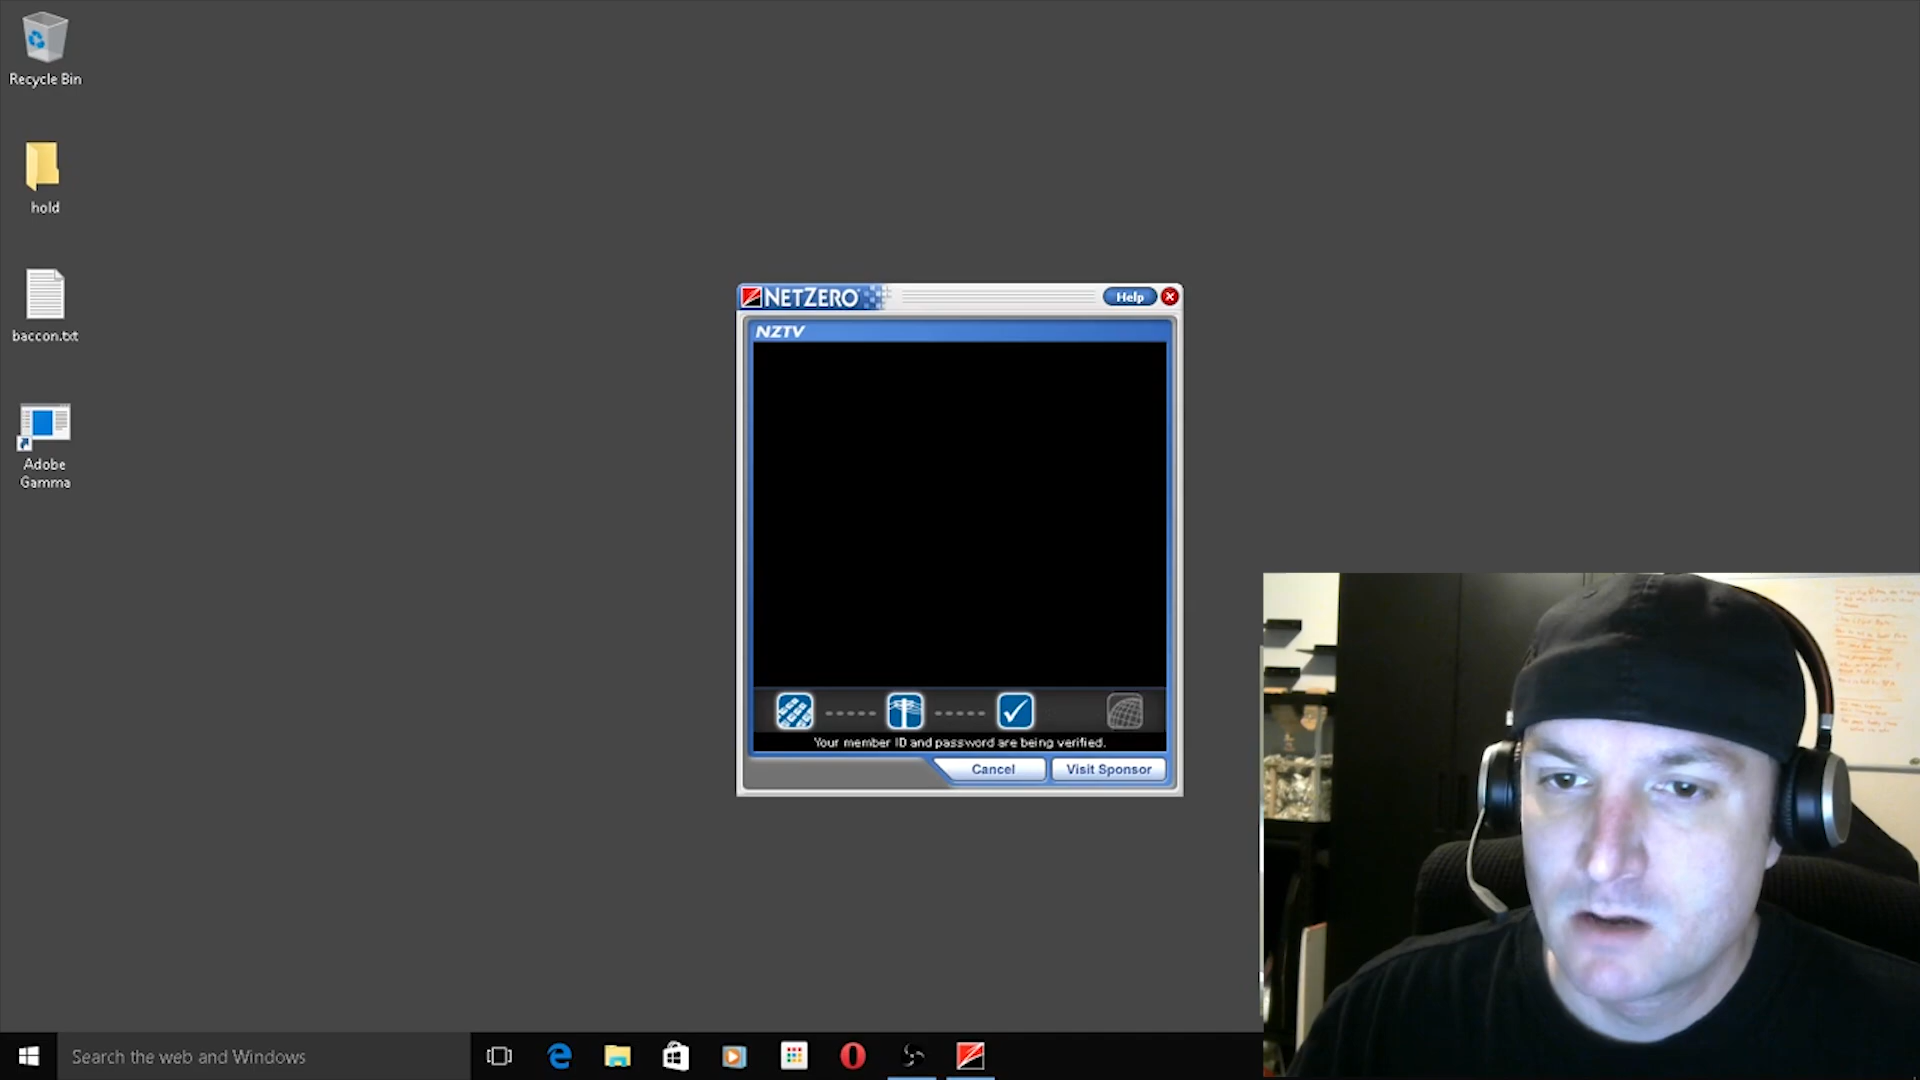 Recycle Bin
hold
baccon.txt
Adobe
Gamma
NETZERO
Help
NZTV
Your member ID and password are being verified.
Cancel
Visit Sponsor
Search the web and Windows